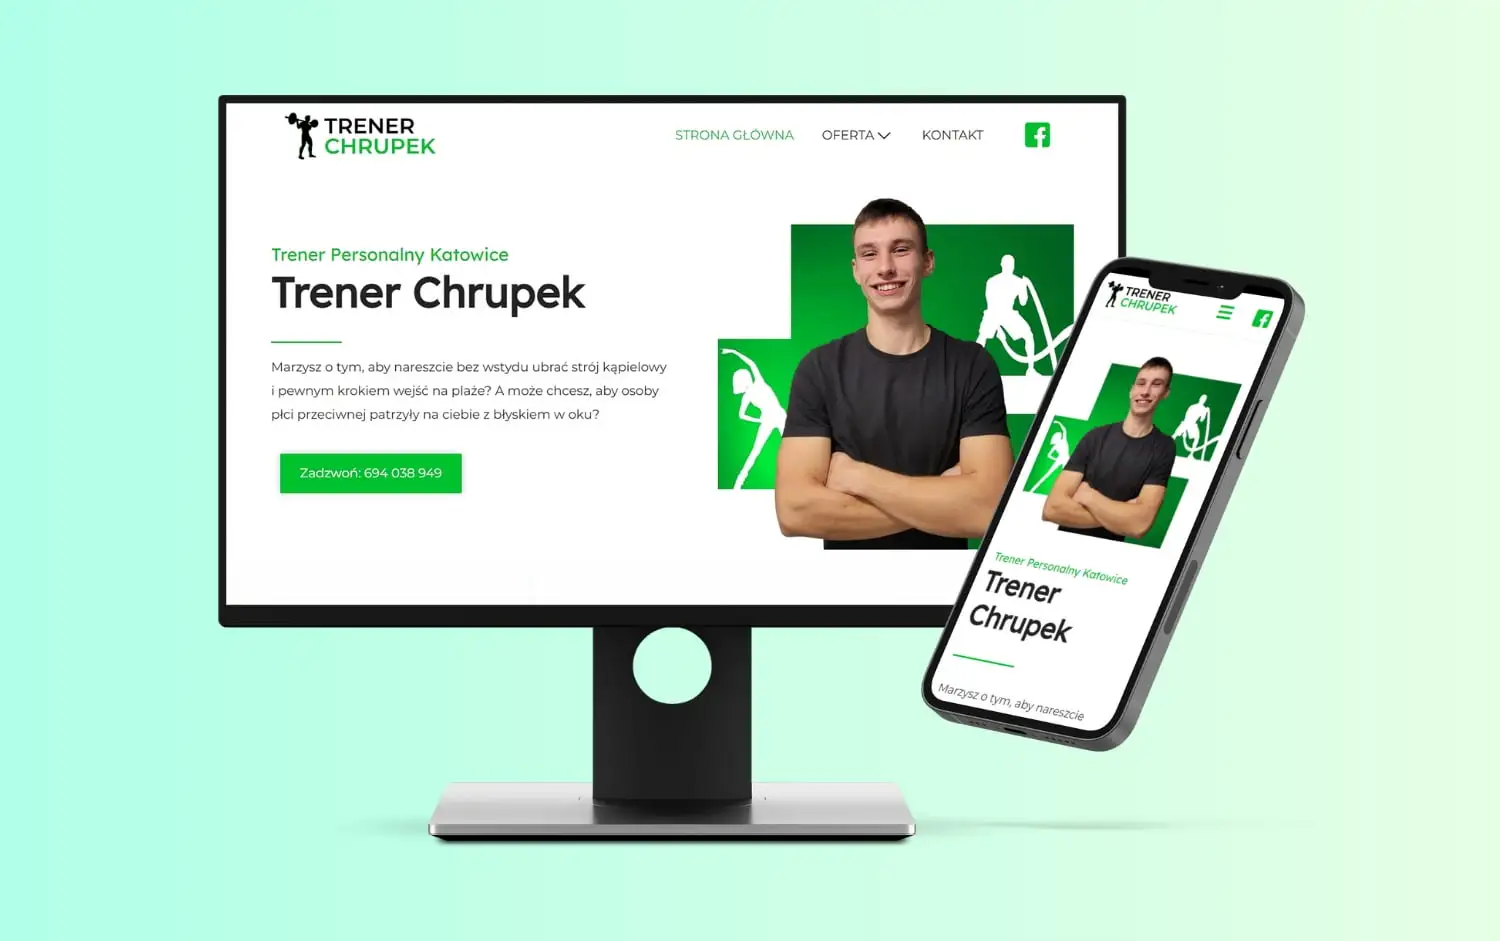 TRENER
CHRUPEK
STRONA GŁÓWNA
OFERTA
KONTAKT
Trener Personalny Katowice
Trener Chrupek
Marzysz o tym, aby nareszcie bez wstydu ubrać strój kąpielowy
i pewnym krokiem wejść na plaże? A może chcesz, aby osoby
płci przeciwnej patrzyły na ciebie z błyskiem w oku?
Zadzwoń: 694 038 949
TRENER
CHRUPEK
Trener Personalny Katowice
Trener
Chrupek
Marzysz o tym, aby nareszcie